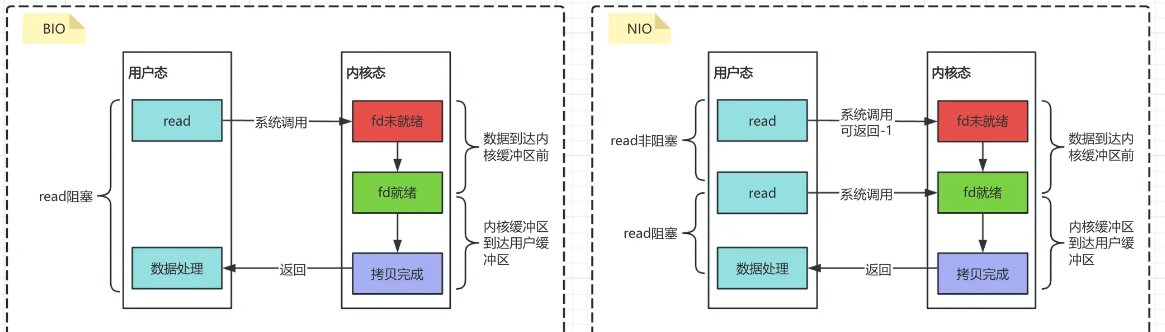 BIO
用户态
内核态
read
系统调用
fd未就绪
数据到达内
核缓冲区前
read阻塞
fd就绪
内核缓冲区
到达用户缓
冲区
数据处理
返回
拷贝完成
NIO
用户态
内核态
read
系统调用
可返回-1
fd未就绪
read非阻塞
数据到达内
核缓冲区前
read
系统调用
fd就绪
read阻塞
内核缓冲区
到达用户缓
冲区
数据处理
返回
拷贝完成